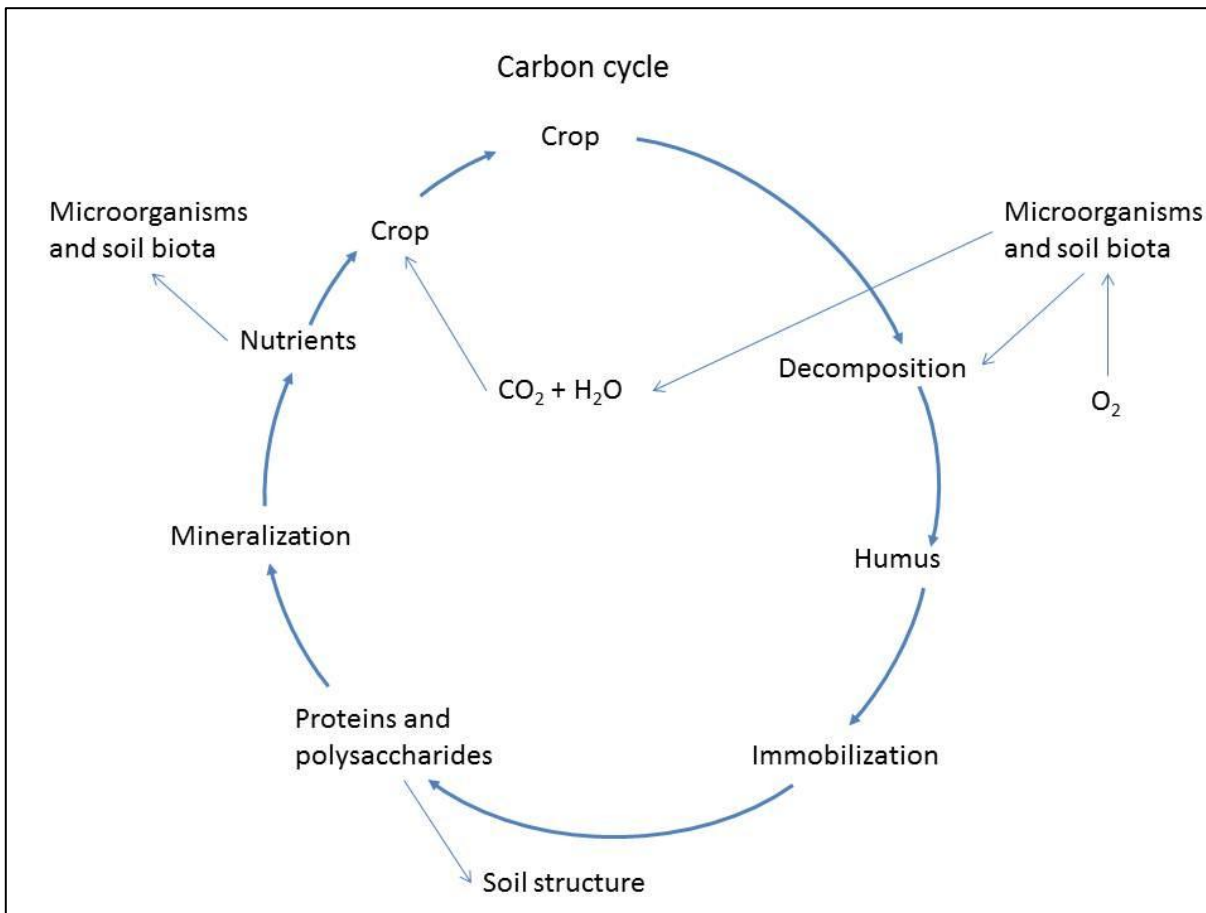 Carbon cycle
Crop
Microorganisms
and soil biota
Crop
Microorganisms
and soil biota
Nutrients
Decomposition
CO₂ + H₂O
O₂
Mineralization
Humus
Proteins and
polysaccharides
Immobilization
Soil structure